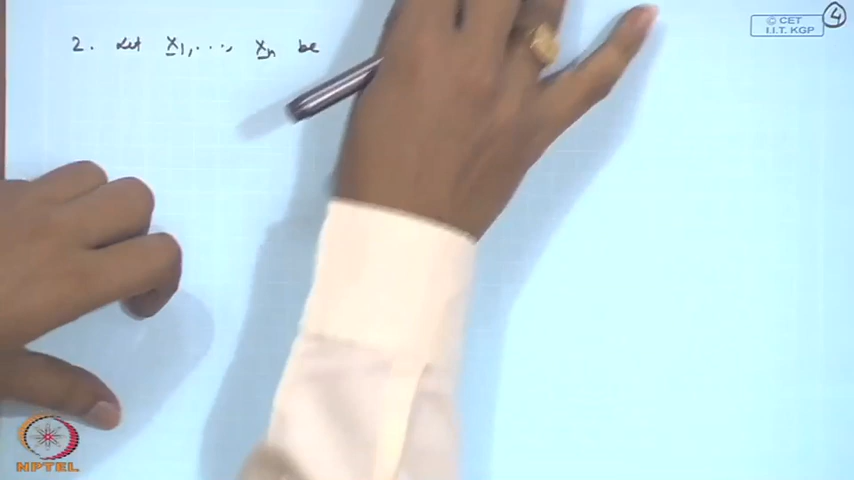 2. Let X1, ..., Xn be
© CET
I.I.T. KGP
4
NPTEL